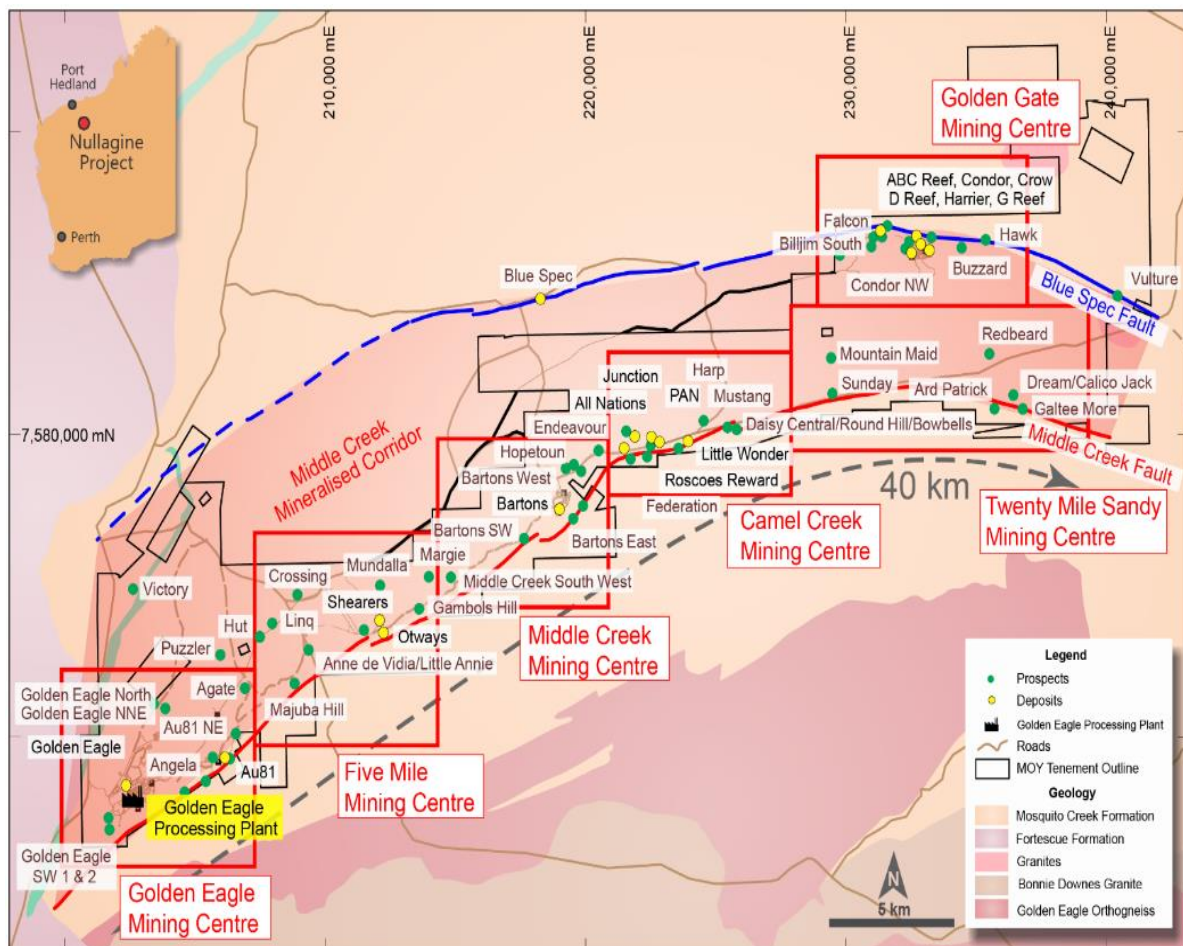 210,000 mE
220,000 mE
230,000 mE
240,000 mE
Port
Hedland
Nullagine
Project
Perth
Golden Gate
Mining Centre
ABC Reef, Condor, Crow
D Reef, Harrier, G Reef
Falcon
Billjim South
Hawk
Buzzard
Condor NW
Vulture
Blue Spec Fault
Blue Spec
Redbeard
Mountain Maid
Sunday
Ard Patrick
Dream/Calico Jack
Galtee More
Middle Creek Fault
Harp
Junction
PAN
Mustang
All Nations
Endeavour
Daisy Central/Round Hill/Bowbells
Little Wonder
Roscoes Reward
Federation
7,580,000 mN
Middle Creek
Mineralised Corridor
Hopetoun
Bartons West
Bartons
Bartons SW
Bartons East
40 km
Twenty Mile Sandy
Mining Centre
Camel Creek
Mining Centre
Middle Creek
Mining Centre
Margie
Mundalla
Middle Creek South West
Crossing
Shearers
Gambols Hill
Victory
Hut
Linq
Otways
Puzzler
Anne de Vidia/Little Annie
Agate
Majuba Hill
Golden Eagle North
Golden Eagle NNE
Au81 NE
Golden Eagle
Angela
Au81
Golden Eagle
Processing Plant
Five Mile
Mining Centre
Golden Eagle
SW 1 & 2
Golden Eagle
Mining Centre
N
5 km
Legend
Prospects
Deposits
Golden Eagle Processing Plant
Roads
MOY Tenement Outline
Geology
Mosquito Creek Formation
Fortescue Formation
Granites
Bonnie Downes Granite
Golden Eagle Orthogneiss